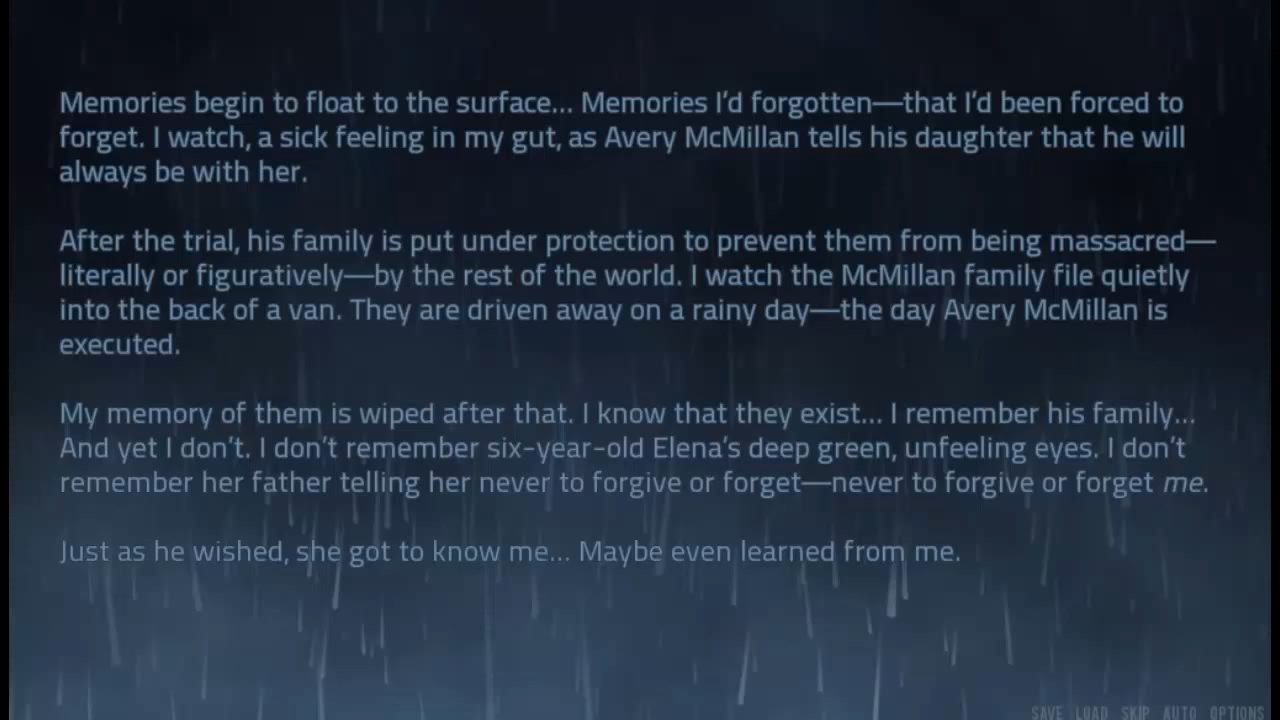 Memories begin to float to the surface... Memories I'd forgotten—that I'd been forced to
forget. I watch, a sick feeling in my gut, as Avery McMillan tells his daughter that he will
always be with her.
After the trial, his family is put under protection to prevent them from being massacred—
literally or figuratively—by the rest of the world. I watch the McMillan family file quietly
into the back of a van. They are driven away on a rainy day—the day Avery McMillan is
executed.
My memory of them is wiped after that. I know that they exist... I remember his family...
And yet I don't. I don't remember six-year-old Elena's deep green, unfeeling eyes. I don't
remember her father telling her never to forgive or forget—never to forgive or forget me.
Just as he wished, she got to know me... Maybe even learned from me.
SAVE LOAD SKIP AUTO OPTIONS